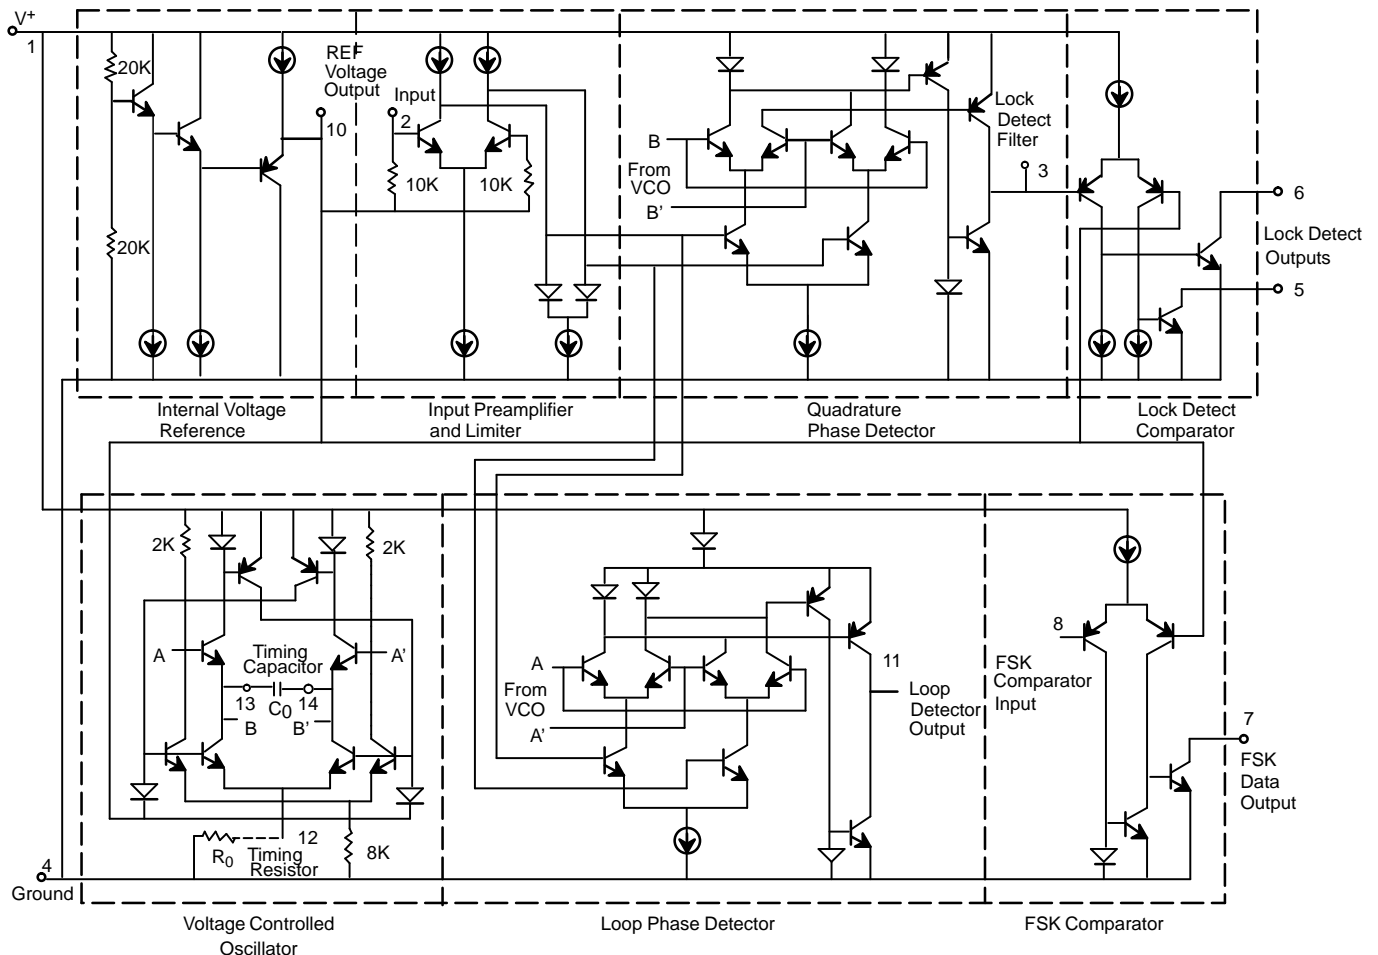 V+
1
20K
20K
REF
Voltage
Output
10
Input
2
10K
10K
B
From
VCO
B'
Lock
Detect
Filter
3
6
Lock Detect
Outputs
5
Internal Voltage
Reference
Input Preamplifier
and Limiter
Quadrature
Phase Detector
Lock Detect
Comparator
2K
2K
A
Timing
Capacitor
A'
13
C0
14
B
B'
12
R0
Timing
Resistor
8K
4
Ground
A
From
VCO
A'
11
Loop
Detector
Output
8
FSK
Comparator
Input
7
FSK
Data
Output
Voltage Controlled
Oscillator
Loop Phase Detector
FSK Comparator